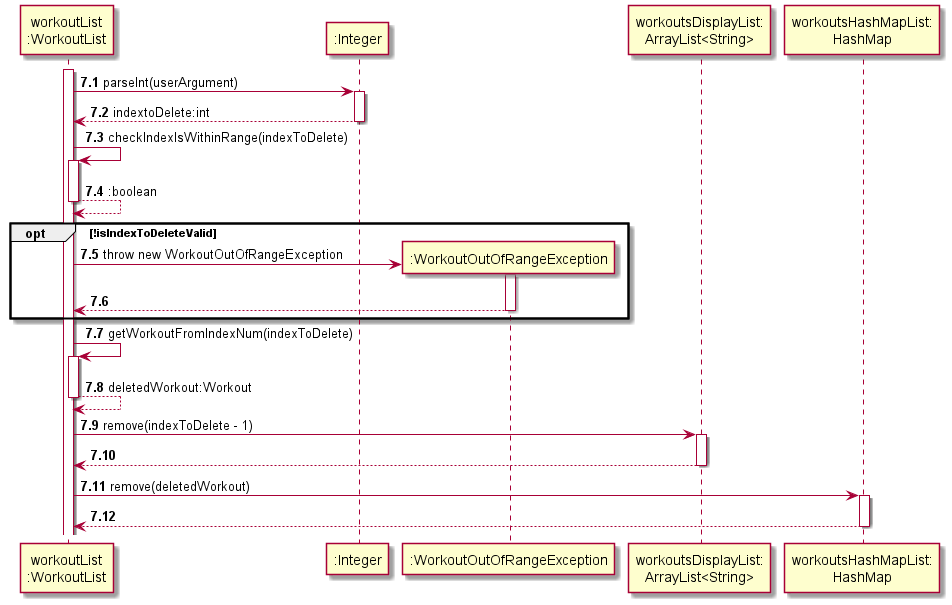 workoutList
:WorkoutList
:Integer
workoutsDisplayList:
ArrayList<String>
workoutsHashMapList:
HashMap
7.1 parseInt(userArgument)
7.2 indextoDelete:int
7.3 checkIndexIsWithinRange(indexToDelete)
7.4 :boolean
opt [!isIndexToDeleteValid]
7.5 throw new WorkoutOutOfRangeException
:WorkoutOutOfRangeException
7.6
7.7 getWorkoutFromIndexNum(indexToDelete)
7.8 deletedWorkout:Workout
7.9 remove(indexToDelete - 1)
7.10
7.11 remove(deletedWorkout)
7.12
workoutList
:WorkoutList
:Integer
:WorkoutOutOfRangeException
workoutsDisplayList:
ArrayList<String>
workoutsHashMapList:
HashMap